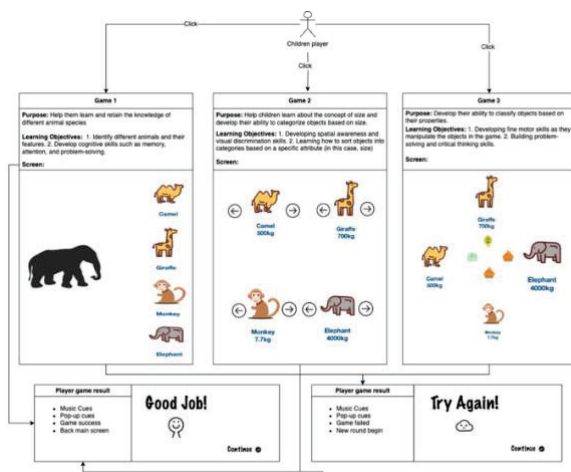 Click
Click
Click
Children player
Game 1
Purpose: Help them learn and retain the knowledge of
different animal species
Learning Objectives: 1. Identify different animals and their
features. 2. Develop cognitive skills such as memory,
attention, and problem-solving.
Screen:
Camel
Giraffe
Monkey
Elephant
Game 2
Purpose: Help children learn about the concept of size and
develop their ability to categorize objects based on size.
Learning Objectives: 1. Developing spatial awareness and
visual discrimination skills. 2. Learning how to sort objects into
categories based on a specific attribute (in this case, size)
Screen:
Camel
500kg
Giraffe
700kg
Monkey
7.7kg
Elephant
4000kg
Game 3
Purpose: Develop their ability to classify objects based on
their properties.
Learning Objectives: 1. Developing fine motor skills as they
manipulate the objects in the game. 2. Building problem-
solving and critical thinking skills.
Screen:
Giraffe
700kg
Camel
500kg
Elephant
4000kg
Monkey
7.7kg
Player game result
Music Cues
Pop-up cues
Game success
Back main screen
Good Job!
Continue
Player game result
Music Cues
Pop-up cues
Game failed
New round begin
Try Again!
Continue